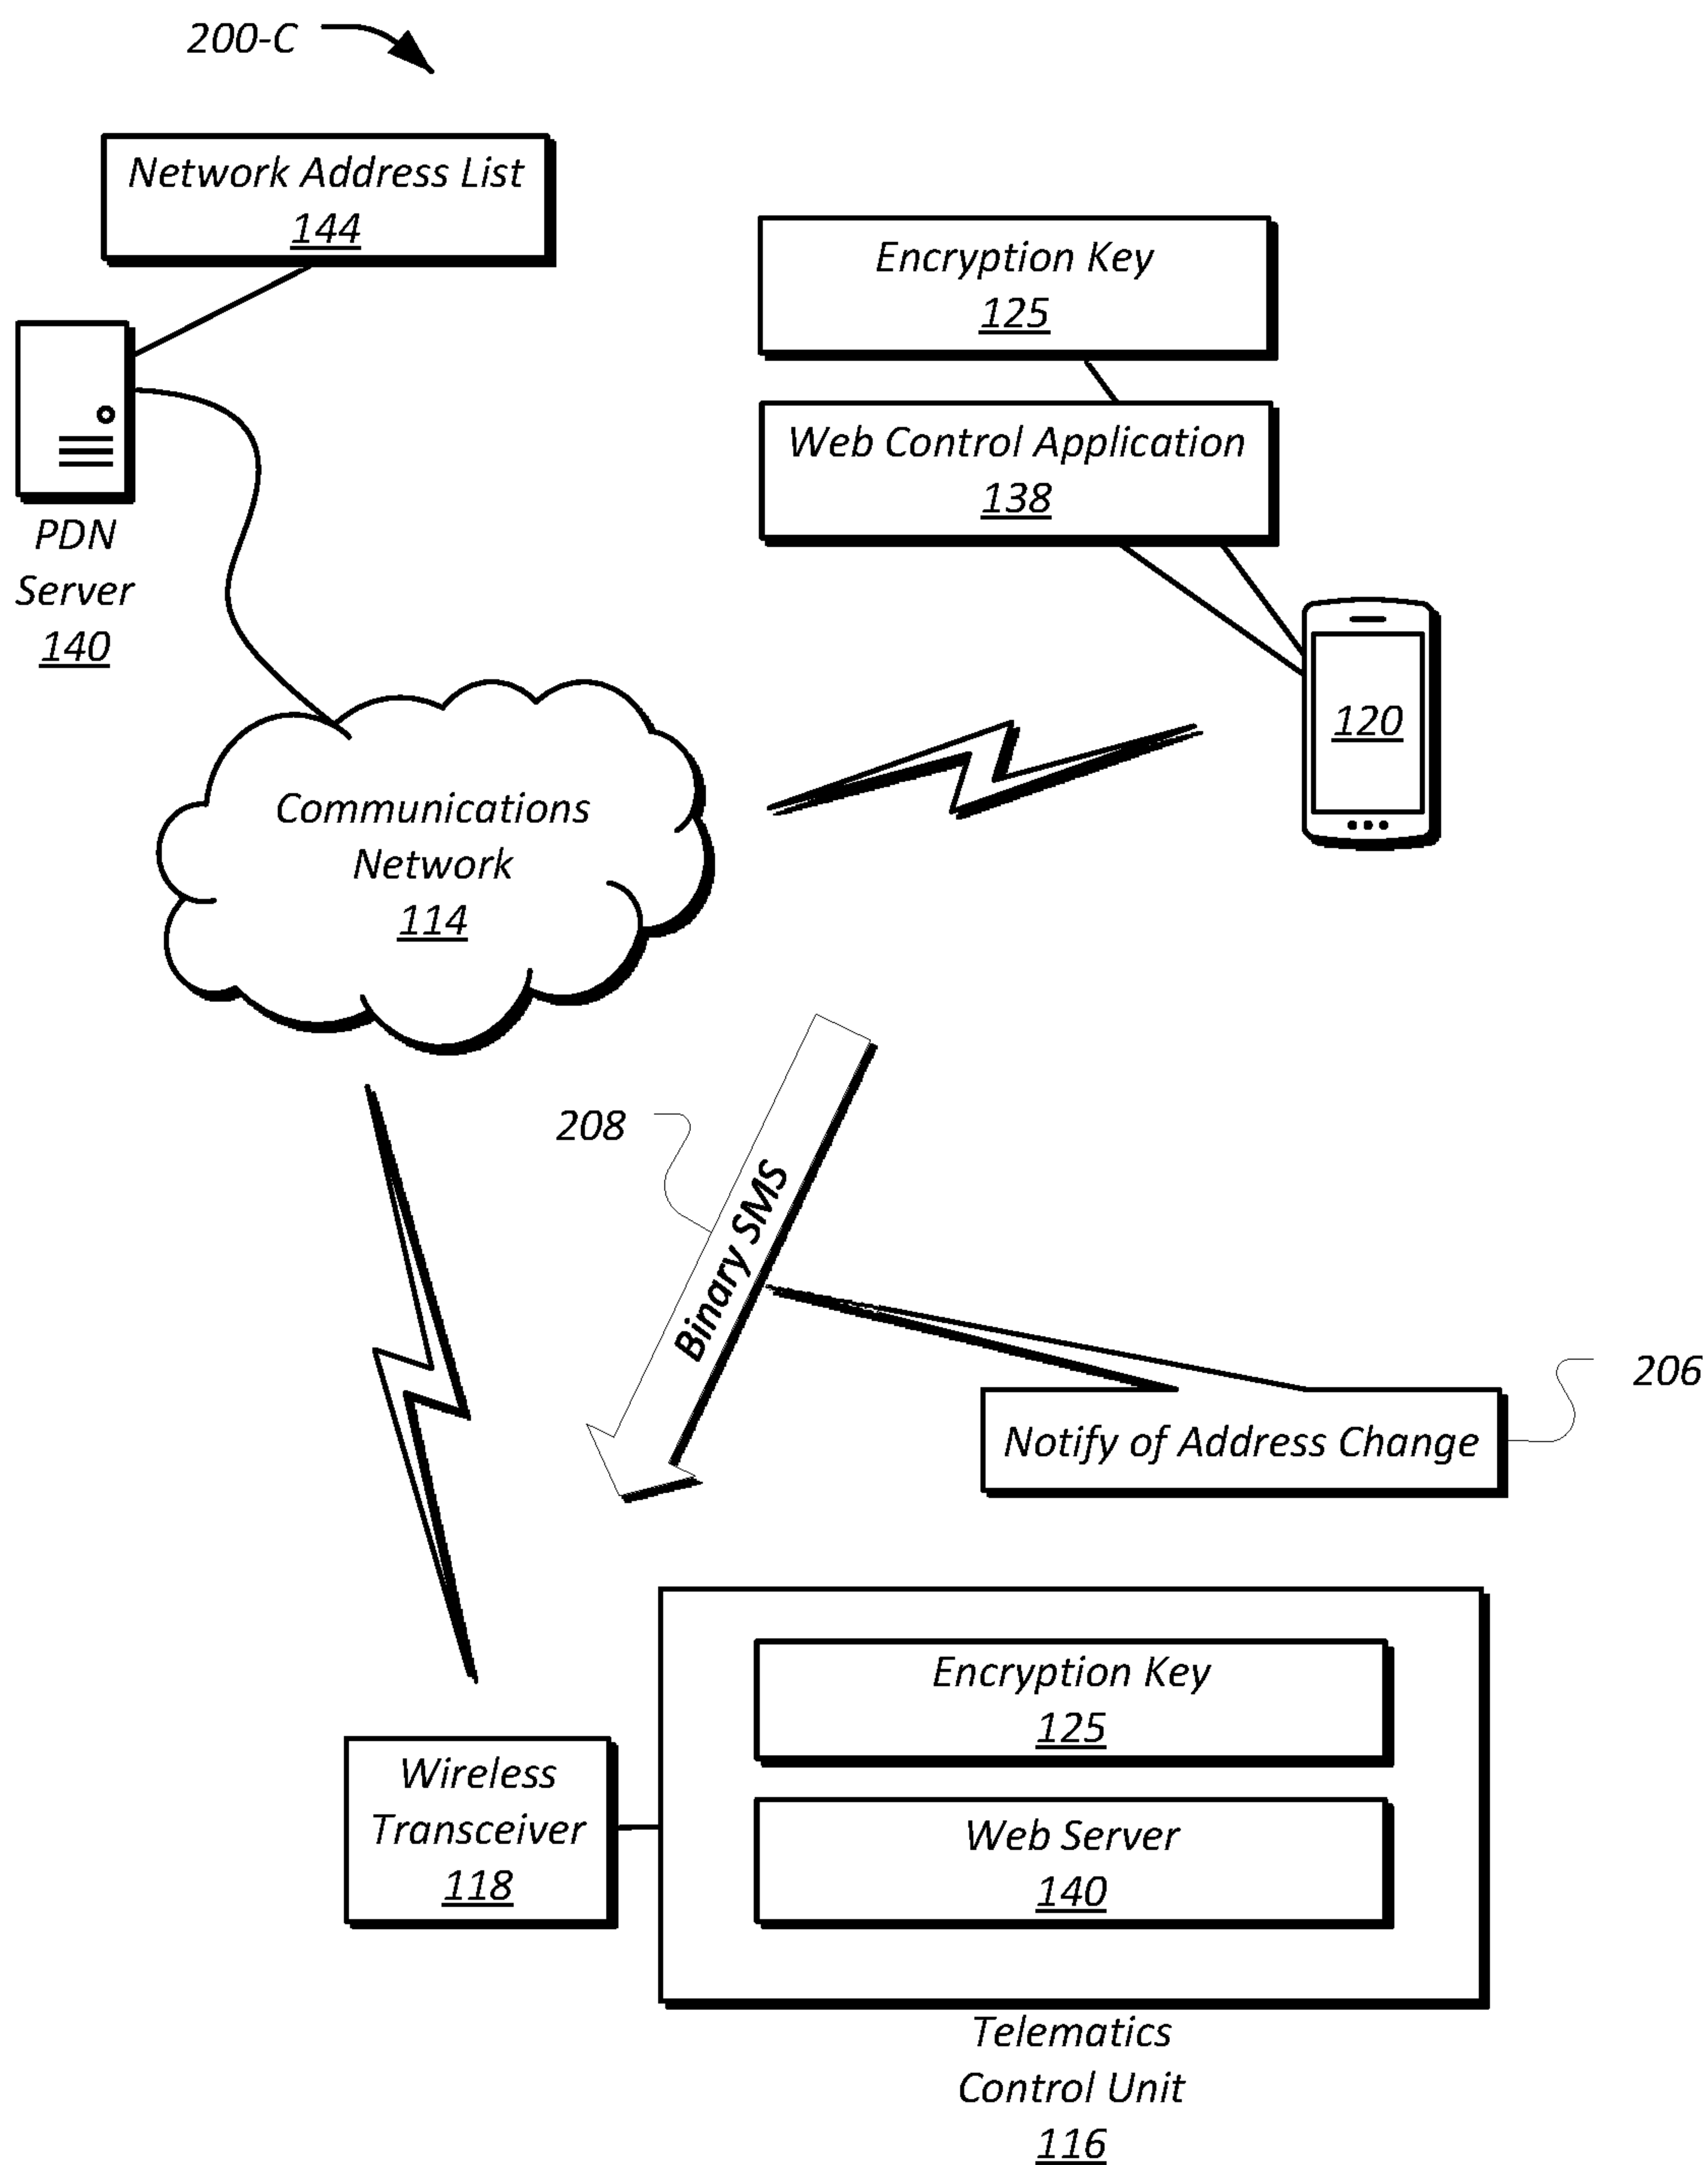 200-C
Network Address List
144
Encryption Key
125
Web Control Application
138
PDN
Server
140
120
Communications
Network
114
208
Binary SMS
206
Notify of Address Change
Encryption Key
125
Wireless
Transceiver
118
Web Server
140
Telematics
Control Unit
116